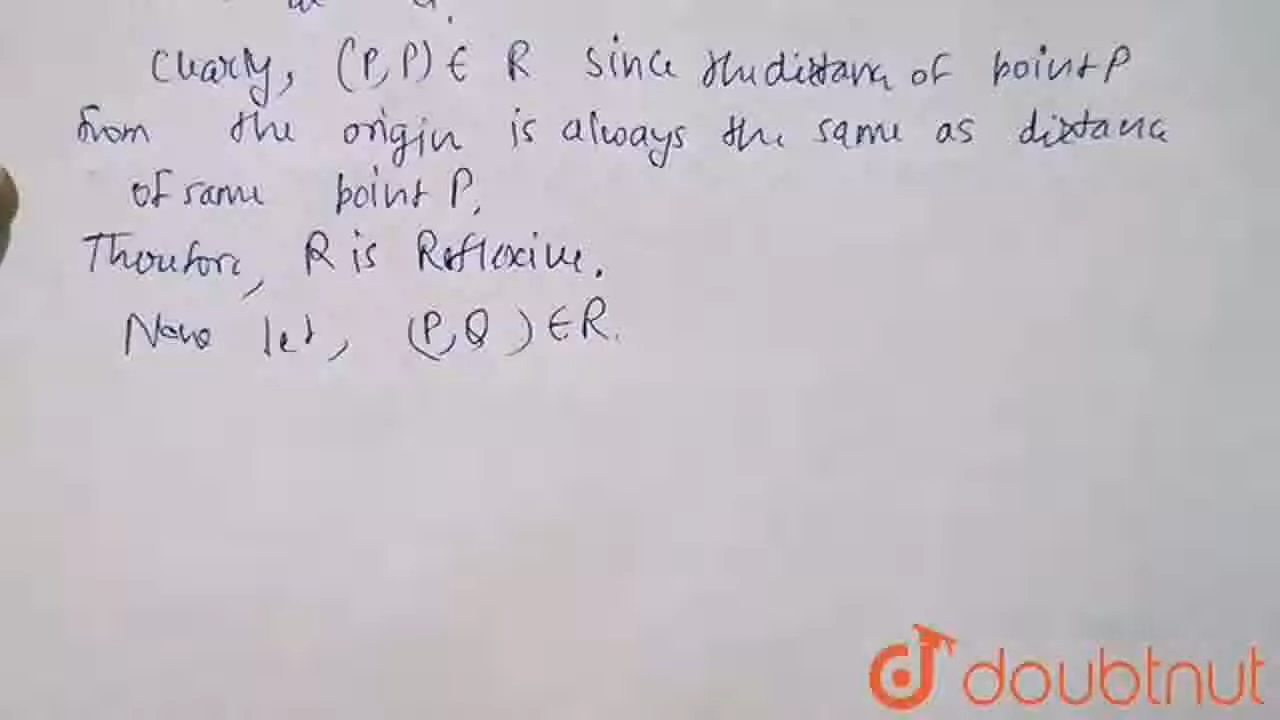 Clearly, (P,P) ∈ R since the distance of point P
from the origin is always the same as distance
of same point P.
Therefore, R is Reflexive.
Now let, (P,Q) ∈ R.
doubtnut